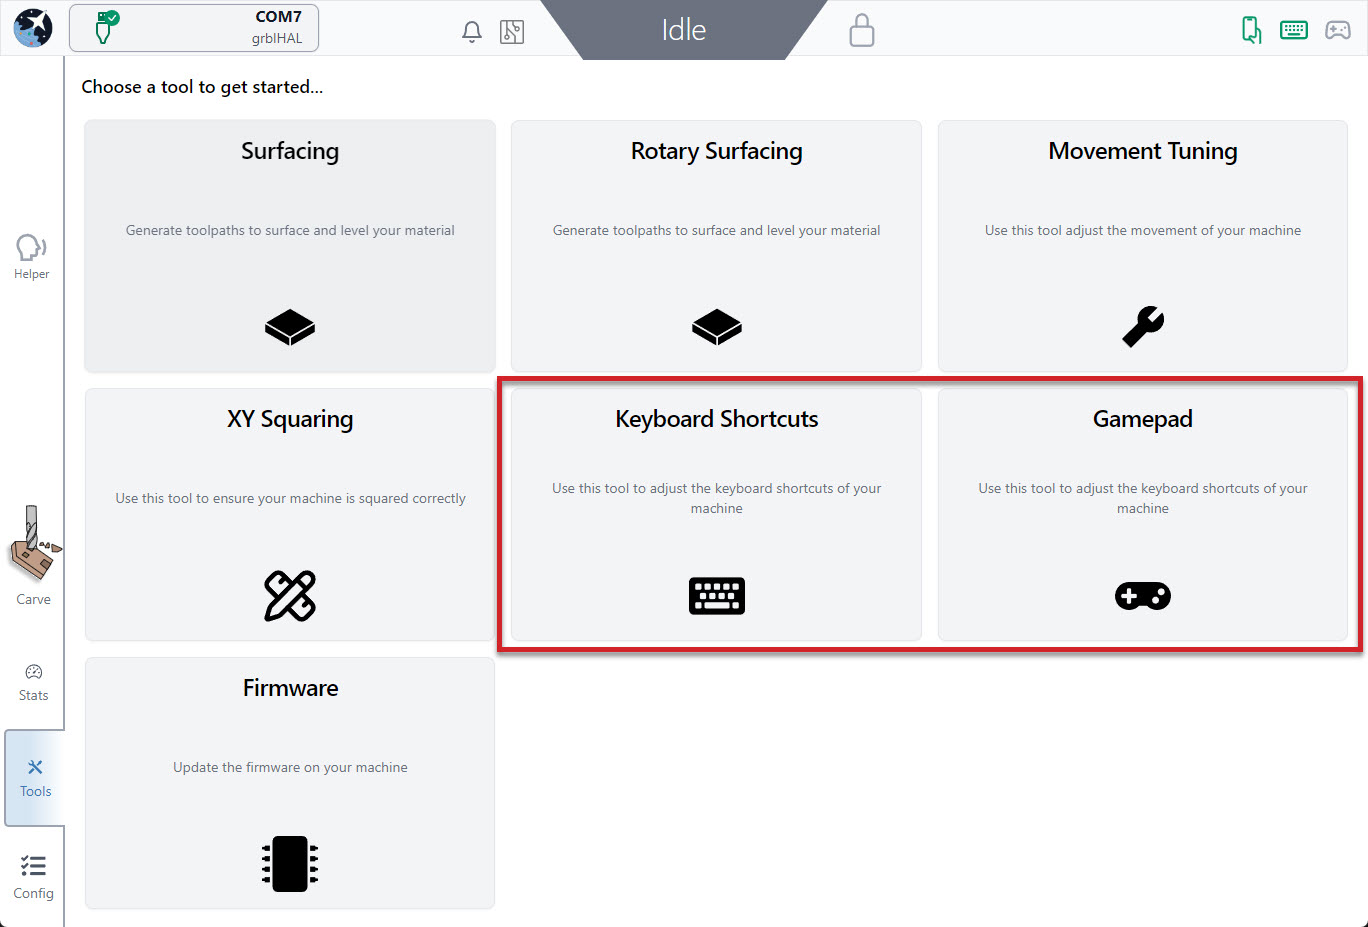 COM7
grblHAL
Idle
Choose a tool to get started...
Surfacing
Generate toolpaths to surface and level your material
Rotary Surfacing
Generate toolpaths to surface and level your material
Movement Tuning
Use this tool adjust the movement of your machine
Helper
XY Squaring
Use this tool to ensure your machine is squared correctly
Keyboard Shortcuts
Use this tool to adjust the keyboard shortcuts of your
machine
Gamepad
Use this tool to adjust the keyboard shortcuts of your
machine
Carve
Stats
Tools
Config
Firmware
Update the firmware on your machine